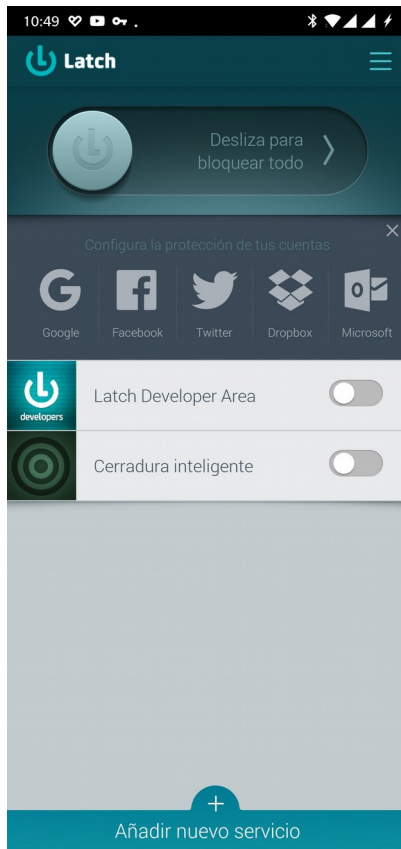 10:49
Latch
Desliza para
bloquear todo
Configura la protección de tus cuentas
Google
Facebook
Twitter
Dropbox
Microsoft
developers
Latch Developer Area
Cerradura inteligente
Añadir nuevo servicio